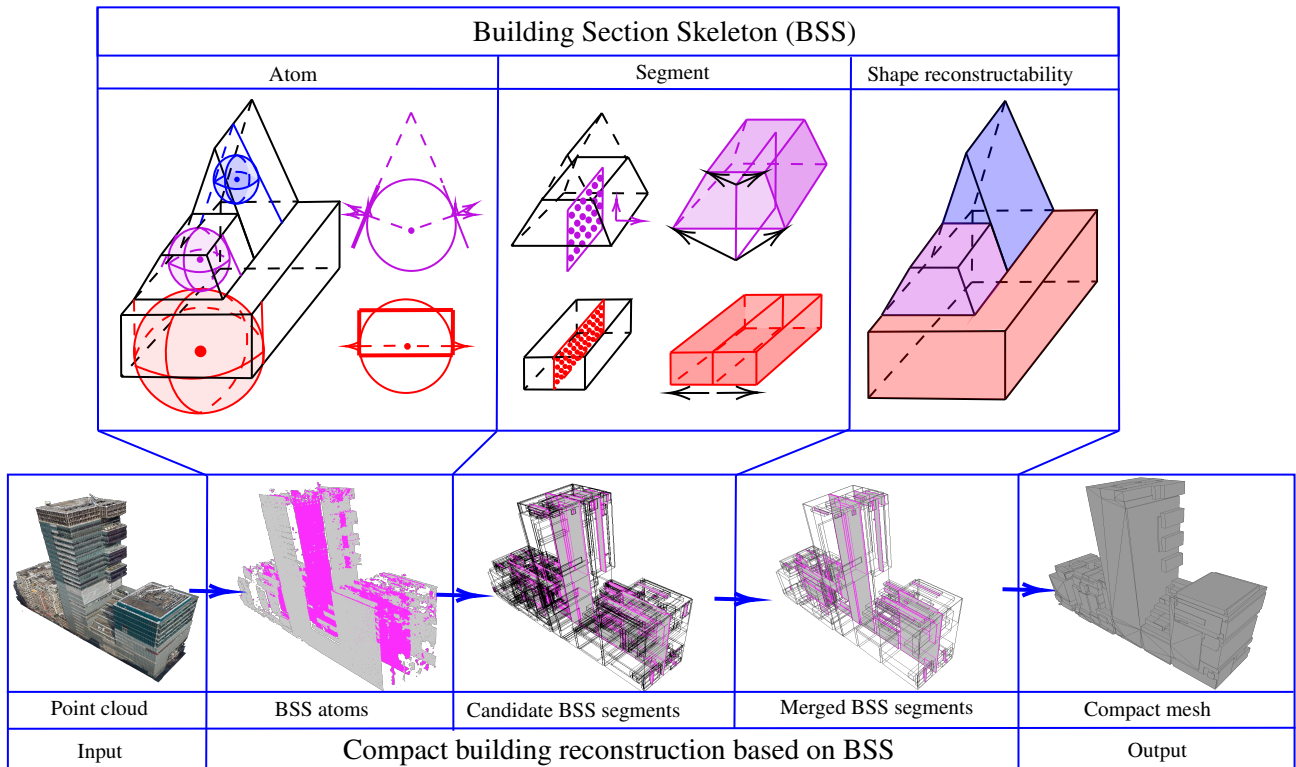 Building Section Skeleton (BSS)
Atom
Segment
Shape reconstructability
Point cloud
BSS atoms
Candidate BSS segments
Merged BSS segments
Compact mesh
Input
Compact building reconstruction based on BSS
Output